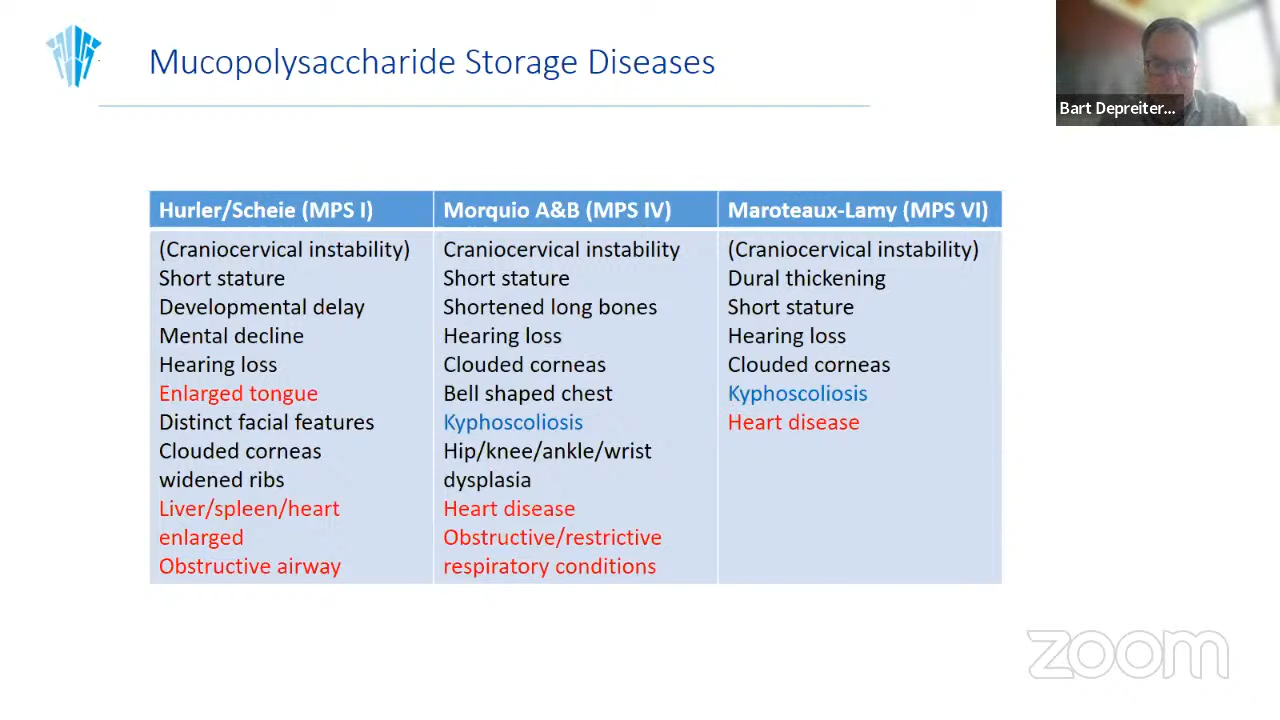 Mucopolysaccharide Storage Diseases
Bart Depreiter...
Hurler/Scheie (MPS I)
(Craniocervical instability)
Short stature
Developmental delay
Mental decline
Hearing loss
Enlarged tongue
Distinct facial features
Clouded corneas
widened ribs
Liver/spleen/heart
enlarged
Obstructive airway
Morquio A&B (MPS IV)
Craniocervical instability
Short stature
Shortened long bones
Hearing loss
Clouded corneas
Bell shaped chest
Kyphoscoliosis
Hip/knee/ankle/wrist
dysplasia
Heart disease
Obstructive/restrictive
respiratory conditions
Maroteaux-Lamy (MPS VI)
(Craniocervical instability)
Dural thickening
Short stature
Hearing loss
Clouded corneas
Kyphoscoliosis
Heart disease
zoom